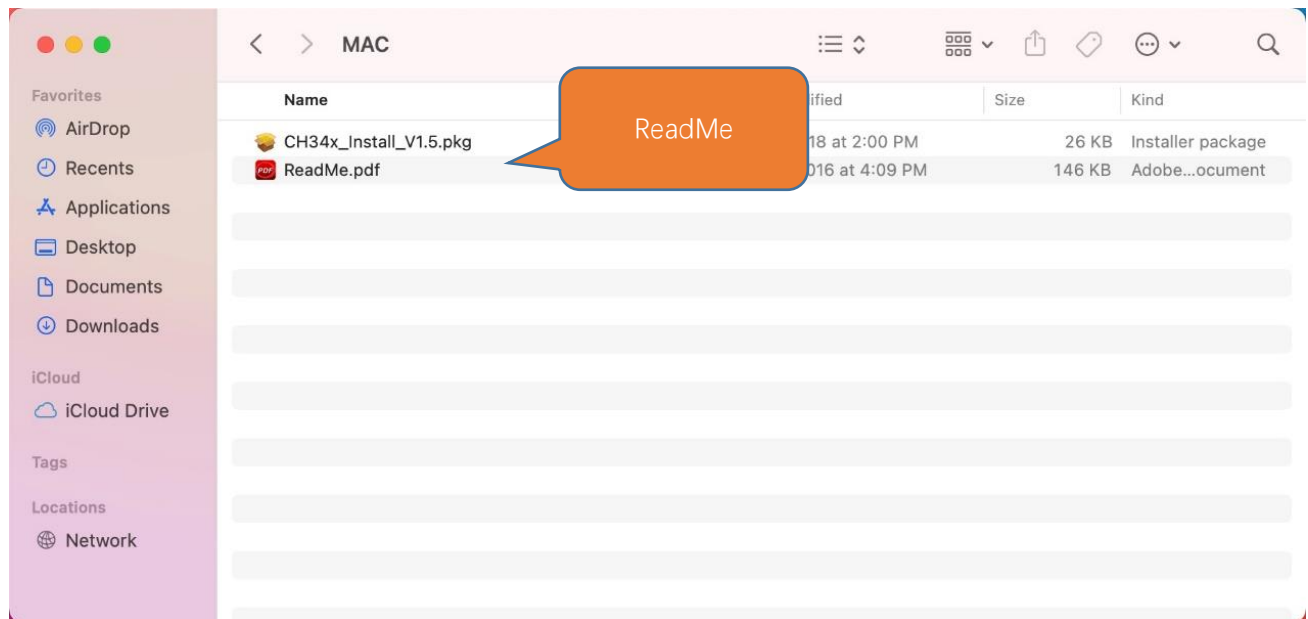 MAC
Favorites
AirDrop
Recents
Applications
Desktop
Documents
Downloads
iCloud
iCloud Drive
Tags
Locations
Network
Name Size Kind
CH34x_Install_V1.5.pkg 18 at 2:00 PM 26 KB Installer package
ReadMe.pdf 016 at 4:09 PM 146 KB Adobe...ocument
ReadMe